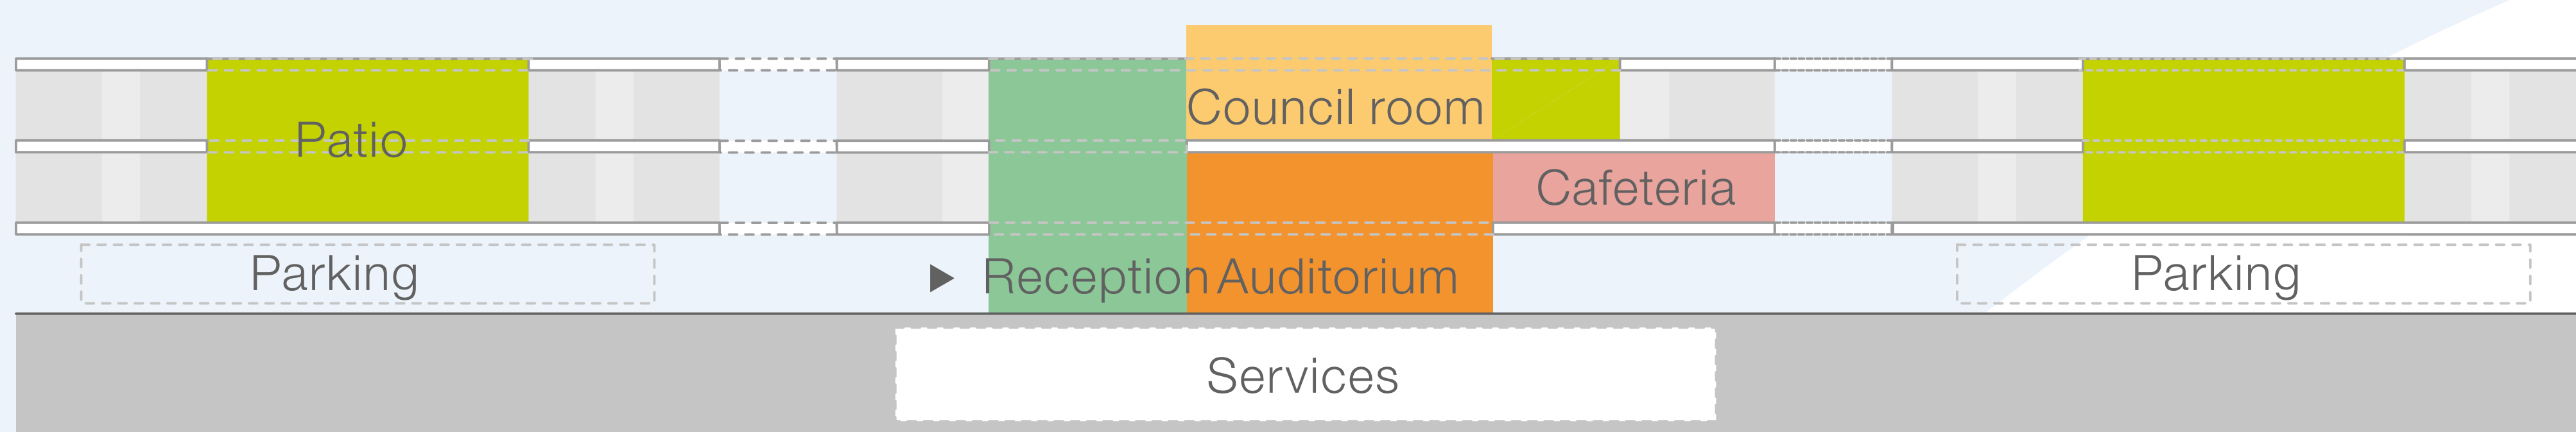 Council room
Patio
Cafeteria
Parking
Reception
Auditorium
Parking
Services